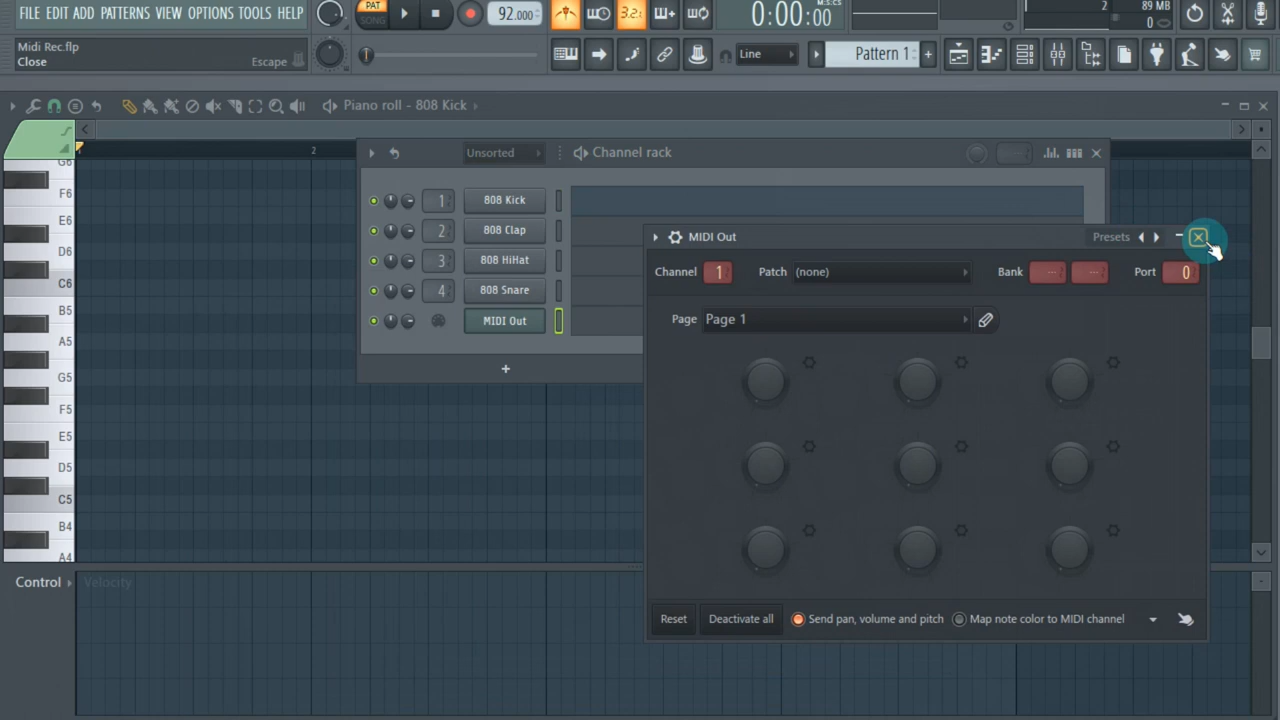 FILE EDIT ADD PATTERNS VIEW OPTIONS TOOLS HELP
PAT
SONG
92.000
3.2.
0:00:00
M:S:CS
2
89 MB
0
Midi Rec.flp
Close
Escape
Line
Pattern 1
+
Piano roll - 808 Kick
2
Unsorted
Channel rack
1
808 Kick
2
808 Clap
3
808 HiHat
4
808 Snare
MIDI Out
+
MIDI Out
Presets
Channel
1
Patch
(none)
Bank
---
---
Port
0
Page
Page 1
Reset
Deactivate all
Send pan, volume and pitch
Map note color to MIDI channel
G6
F6
E6
D6
C6
B5
A5
G5
F5
E5
D5
C5
B4
A4
Control
Velocity